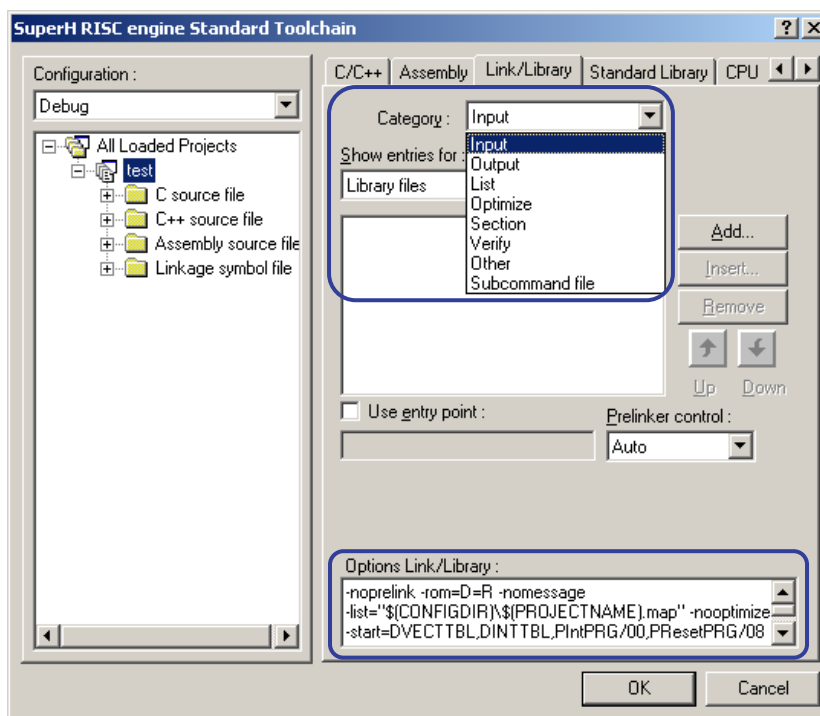 SuperH RISC engine Standard Toolchain
Configuration :
Debug
All Loaded Projects
test
C source file
C++ source file
Assembly source file
Linkage symbol file
C/C++ Assembly Link/Library Standard Library CPU
Category : Input
Input
Output
List
Optimize
Section
Verify
Other
Subcommand file
Show entries for :
Library files
Add...
Insert...
Remove
Up Down
Use entry point :
Prelinker control :
Auto
Options Link/Library :
-noprelink -rom=D=R -nomessage
-list="$(CONFIGDIR)\$(PROJECTNAME).map" -nooptimize
-start=DVECTTBL,DINTTBL,PIntPRG/00,PResetPRG/08
OK Cancel